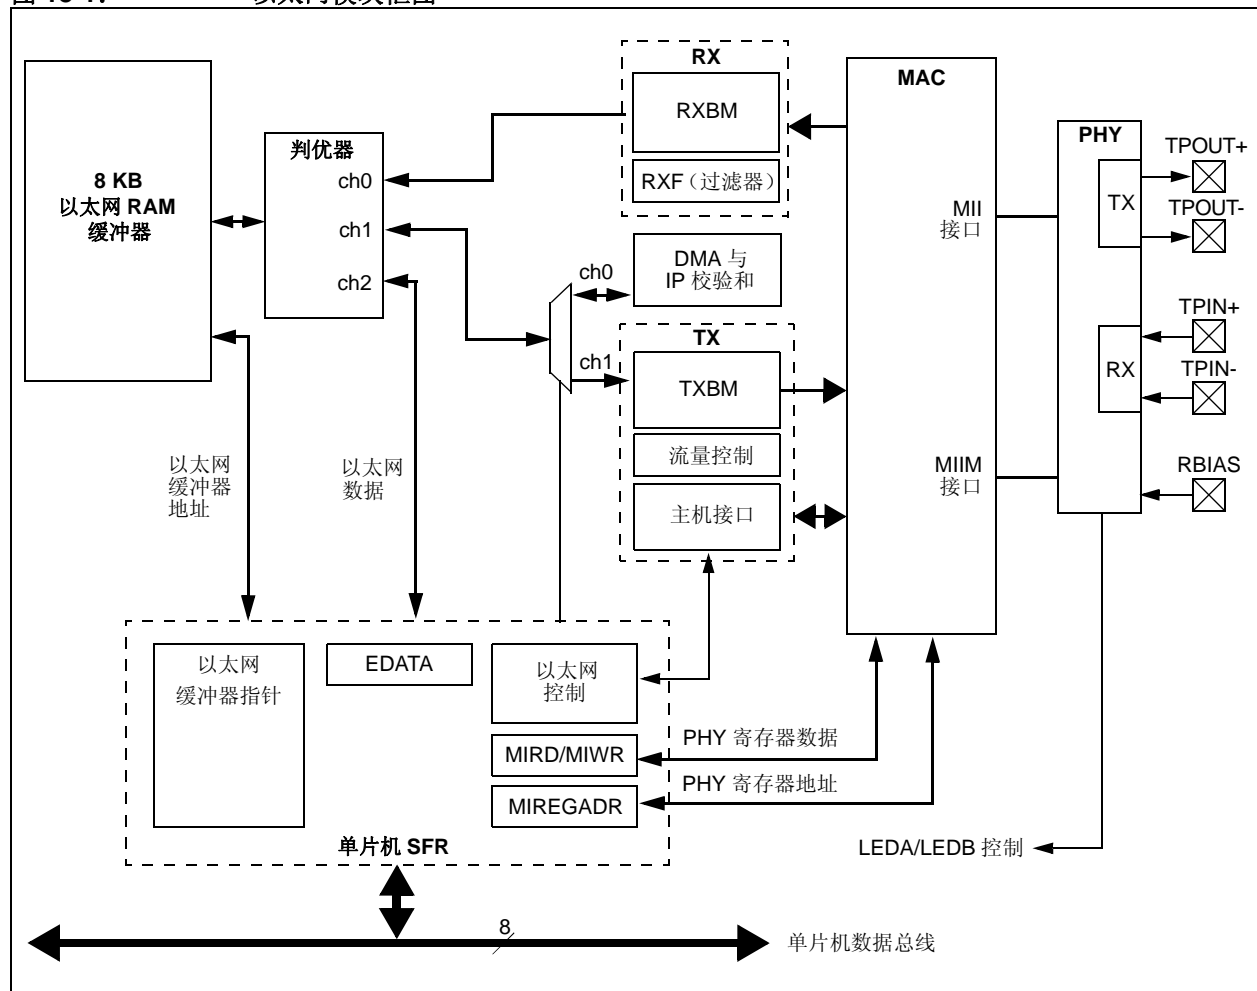 RX
RXBM
RXF（过滤器）
MAC
MII
接口
MIIM
接口
PHY
TX
RX
TPOUT+
TPOUT-
TPIN+
TPIN-
RBIAS
8 KB
以太网 RAM
缓冲器
判优器
ch0
ch1
ch2
ch0
ch1
DMA 与
IP 校验和
TX
TXBM
流量控制
主机接口
以太网
缓冲器
地址
以太网
数据
以太网
缓冲器指针
EDATA
以太网
控制
MIRD/MIWR
MIREGADR
单片机 SFR
PHY 寄存器数据
PHY 寄存器地址
LEDA/LEDB 控制
8
单片机数据总线